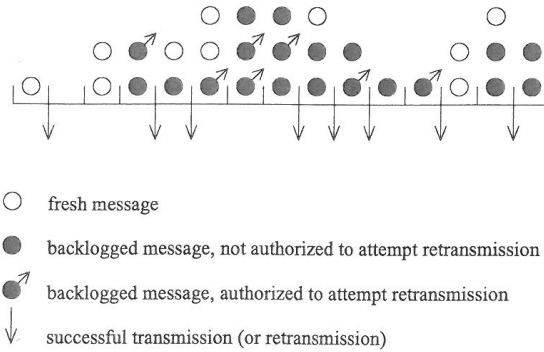 fresh message
backlogged message, not authorized to attempt retransmission
backlogged message, authorized to attempt retransmission
successful transmission (or retransmission)